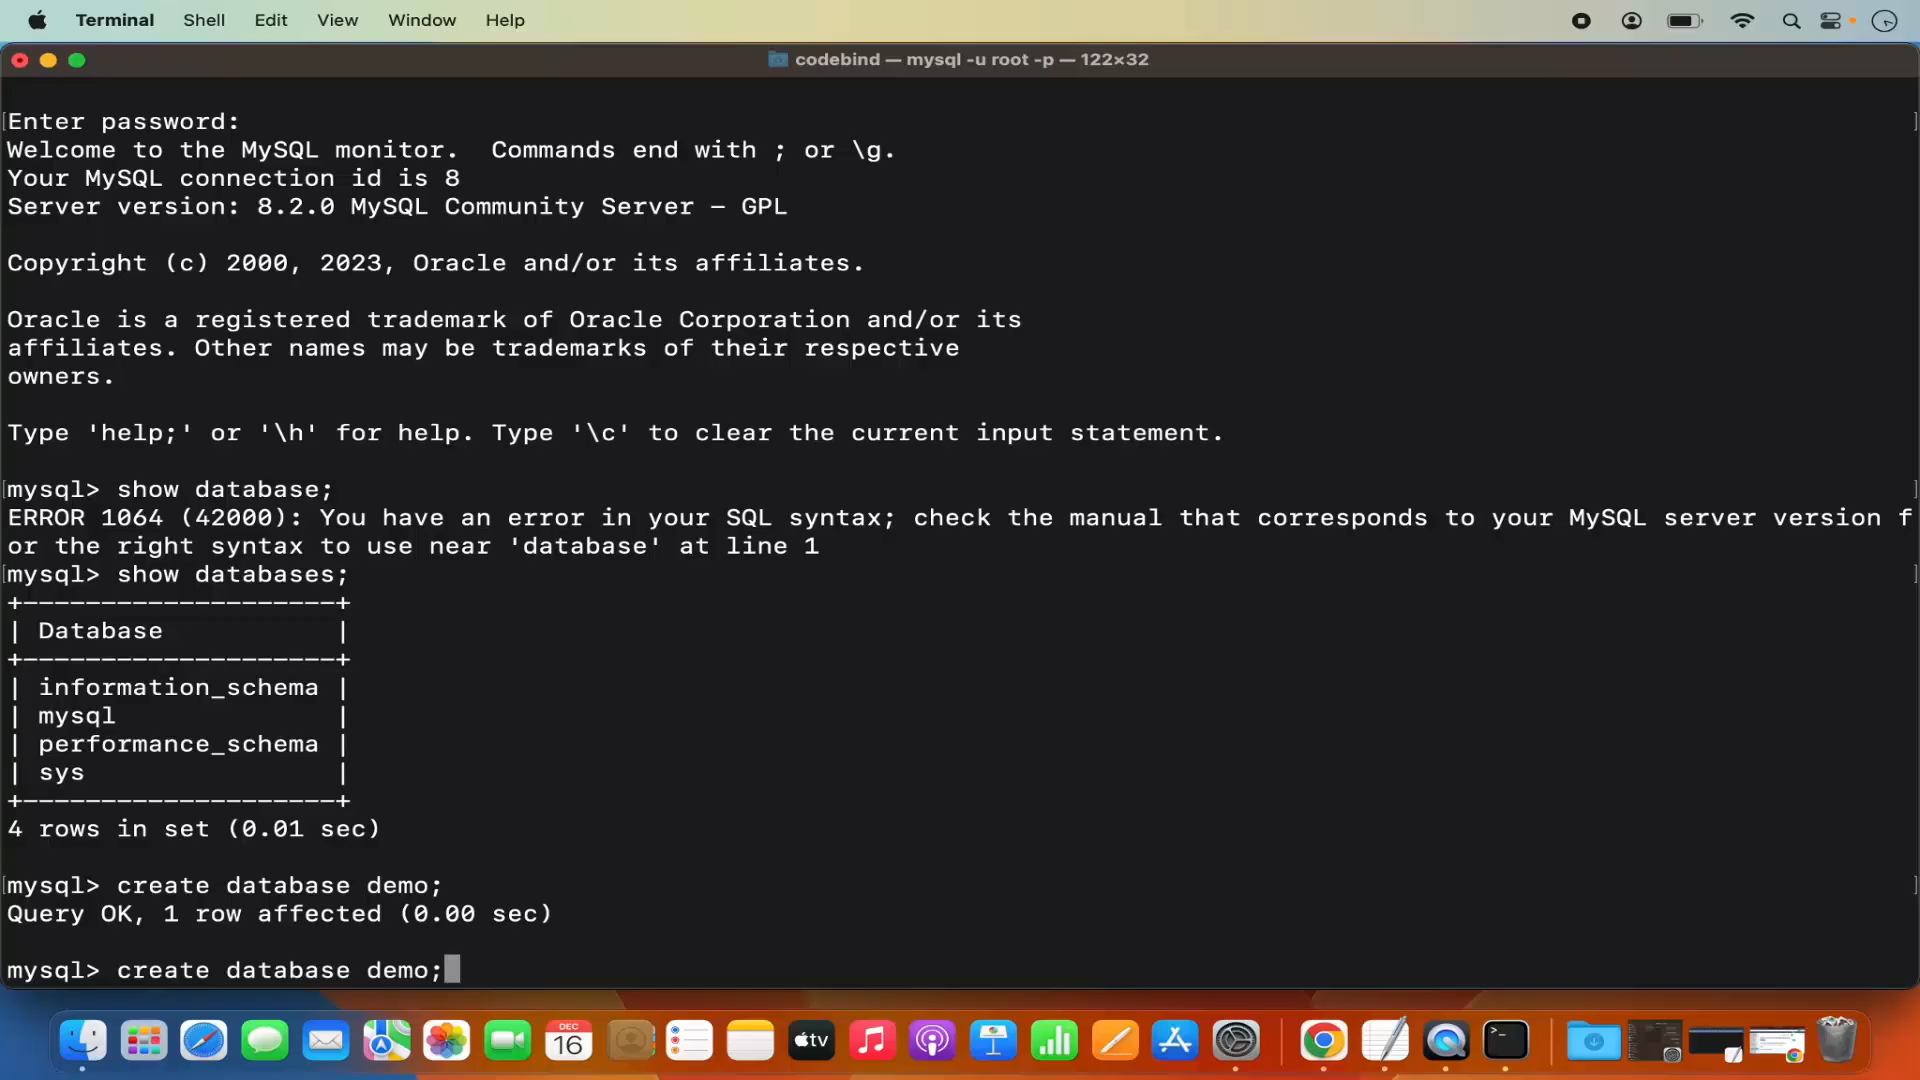 Terminal Shell Edit View Window Help
codebind — mysql -u root -p — 122×32
Enter password:
Welcome to the MySQL monitor.  Commands end with ; or \g.
Your MySQL connection id is 8
Server version: 8.2.0 MySQL Community Server - GPL
Copyright (c) 2000, 2023, Oracle and/or its affiliates.
Oracle is a registered trademark of Oracle Corporation and/or its
affiliates. Other names may be trademarks of their respective
owners.
Type 'help;' or '\h' for help. Type '\c' to clear the current input statement.
mysql> show database;
ERROR 1064 (42000): You have an error in your SQL syntax; check the manual that corresponds to your MySQL server version f
or the right syntax to use near 'database' at line 1
mysql> show databases;
+--------------------+
| Database           |
+--------------------+
| information_schema |
| mysql              |
| performance_schema |
| sys                |
+--------------------+
4 rows in set (0.01 sec)
mysql> create database demo;
Query OK, 1 row affected (0.00 sec)
mysql> create database demo;
DEC
16
tv
>_